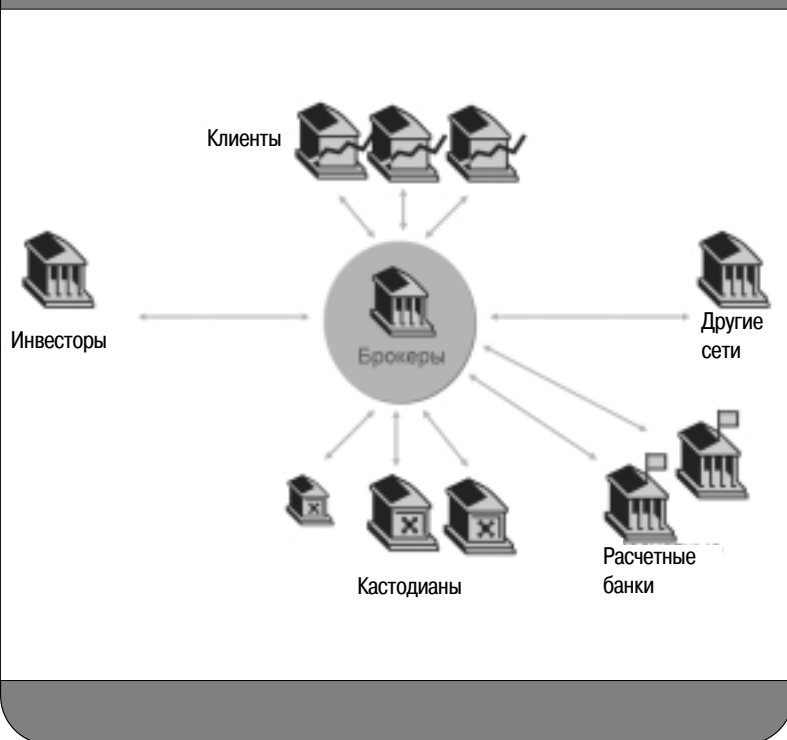 Клиенты
Инвесторы
Брокеры
Другие
сети
Кастодианы
Расчетные
банки